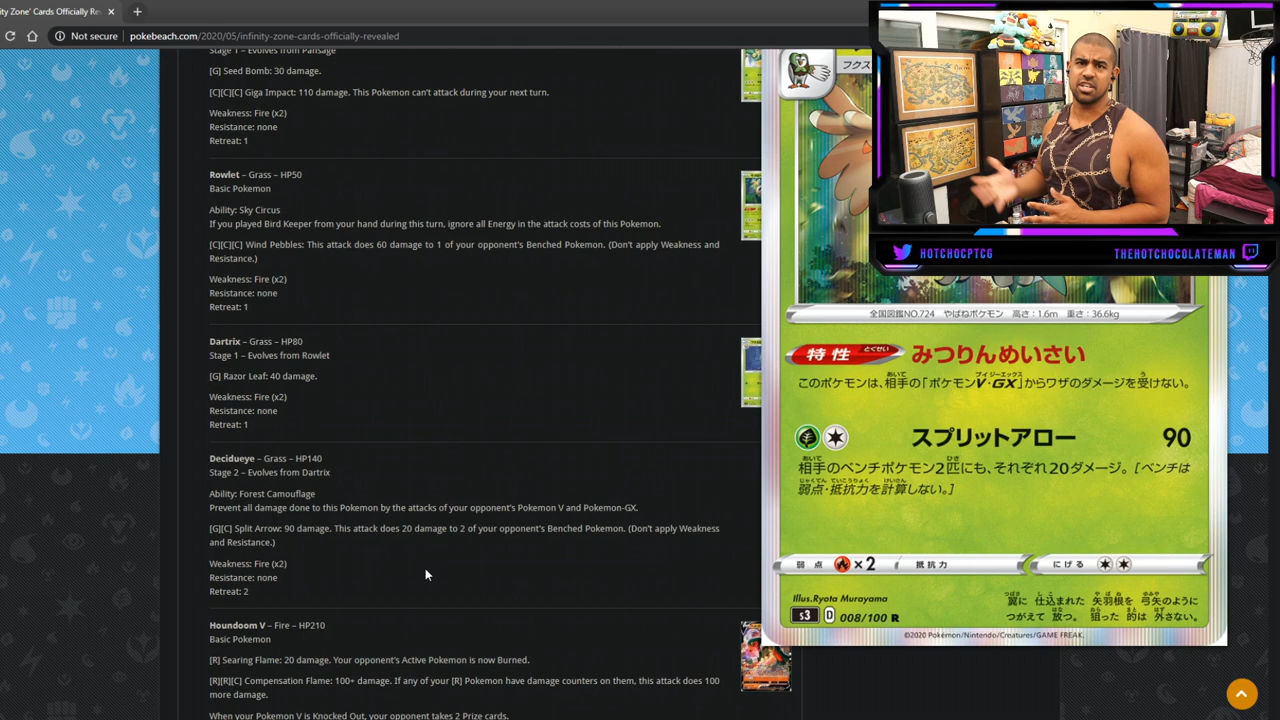 ity Zone' Cards Officially Re
Not secure
pokebeach.com/2020/05/infinity-zone-cards-officially-revealed
Stage 1 – Evolves from Pansage
[G] Seed Bomb: 30 damage.
[C][C][C] Giga Impact: 110 damage. This Pokemon can't attack during your next turn.
Weakness: Fire (x2)
Resistance: none
Retreat: 1
Rowlet – Grass – HP50
Basic Pokemon
Ability: Sky Circus
If you played Bird Keeper from your hand during this turn, ignore all Energy in the attack costs of this Pokemon.
[C][C][C] Wind Pebbles: This attack does 60 damage to 1 of your opponent's Benched Pokemon. (Don't apply Weakness and
Resistance.)
Weakness: Fire (x2)
Resistance: none
Retreat: 1
Dartrix – Grass – HP80
Stage 1 – Evolves from Rowlet
[G] Razor Leaf: 40 damage.
Weakness: Fire (x2)
Resistance: none
Retreat: 1
Decidueye – Grass – HP140
Stage 2 – Evolves from Dartrix
Ability: Forest Camouflage
Prevent all damage done to this Pokemon by the attacks of your opponent's Pokemon V and Pokemon-GX.
[G][C] Split Arrow: 90 damage. This attack does 20 damage to 2 of your opponent's Benched Pokemon. (Don't apply Weakness
and Resistance.)
Weakness: Fire (x2)
Resistance: none
Retreat: 2
Houndoom V – Fire – HP210
Basic Pokemon
[R] Searing Flame: 20 damage. Your opponent's Active Pokemon is now Burned.
[R][R][C] Compensation Flame: 100+ damage. If any of your [R] Pokemon have damage counters on them, this attack does 100
more damage.
When your Pokemon V is Knocked Out, your opponent takes 2 Prize cards.
フクス
HOTCHOCPTCG
THEHOTCHOCOLATEMAN
全国図鑑NO.724 やばねポケモン 高さ：1.6m 重さ：36.6kg
特性 とくせい みつりんめいさい
このポケモンは、相手の「ポケモンV・GX」からワザのダメージを受けない。
スプリットアロー 90
相手のベンチポケモン2匹にも、それぞれ20ダメージ。［ベンチは
弱点・抵抗力を計算しない。］
弱点 ×2 抵抗力 にげる
Illus.Ryota Murayama
S3 D 008/100 R
翼に 仕込まれた 矢羽根を 弓矢のように
つがえて 放つ。狙った 的は 外さない。
©2020 Pokémon/Nintendo/Creatures/GAME FREAK.